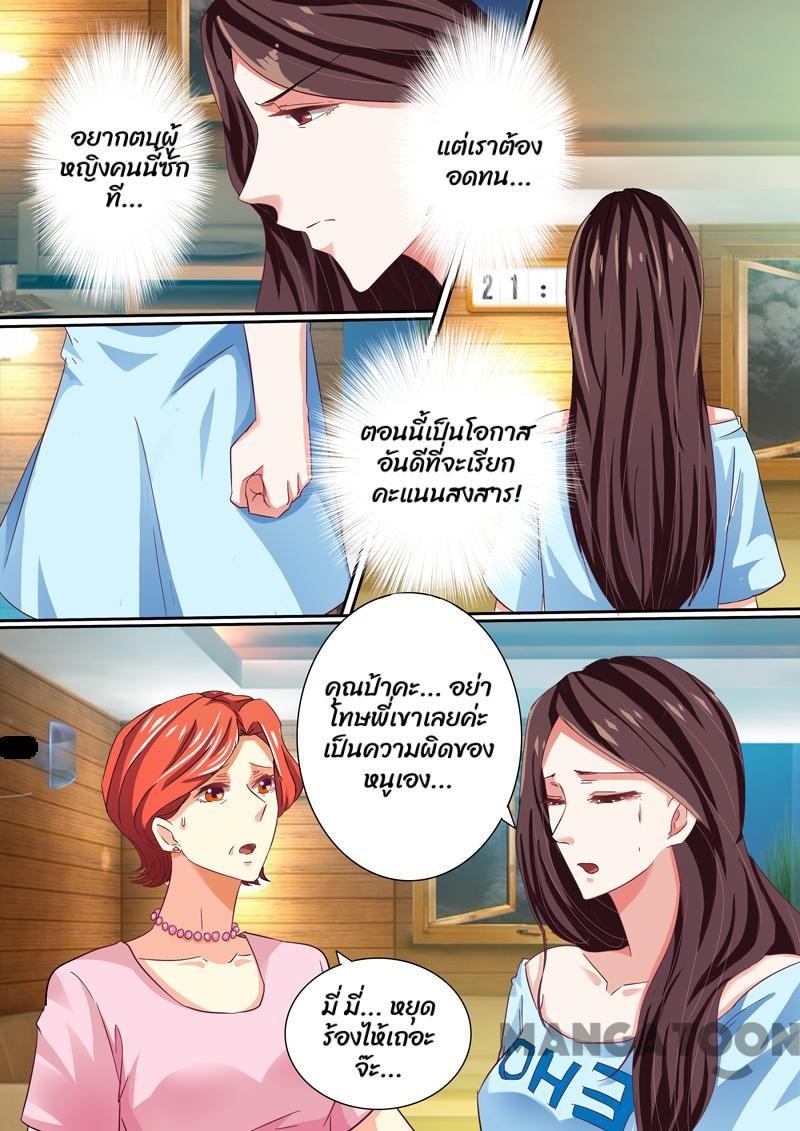 อยากตบผู้
หญิงคนนี้ซัก
ที...
แต่เราต้อง
อดทน...
21:
ตอนนี้เป็นโอกาส
อันดีที่จะเรียก
คะแนนสงสาร!
คุณป้าคะ... อย่า
โทษพี่เขาเลยค่ะ
เป็นความผิดของ
หนูเอง...
มี่ มี่... หยุด
ร้องไห้เถอะ
จ๊ะ...
MANGATOON
OH3